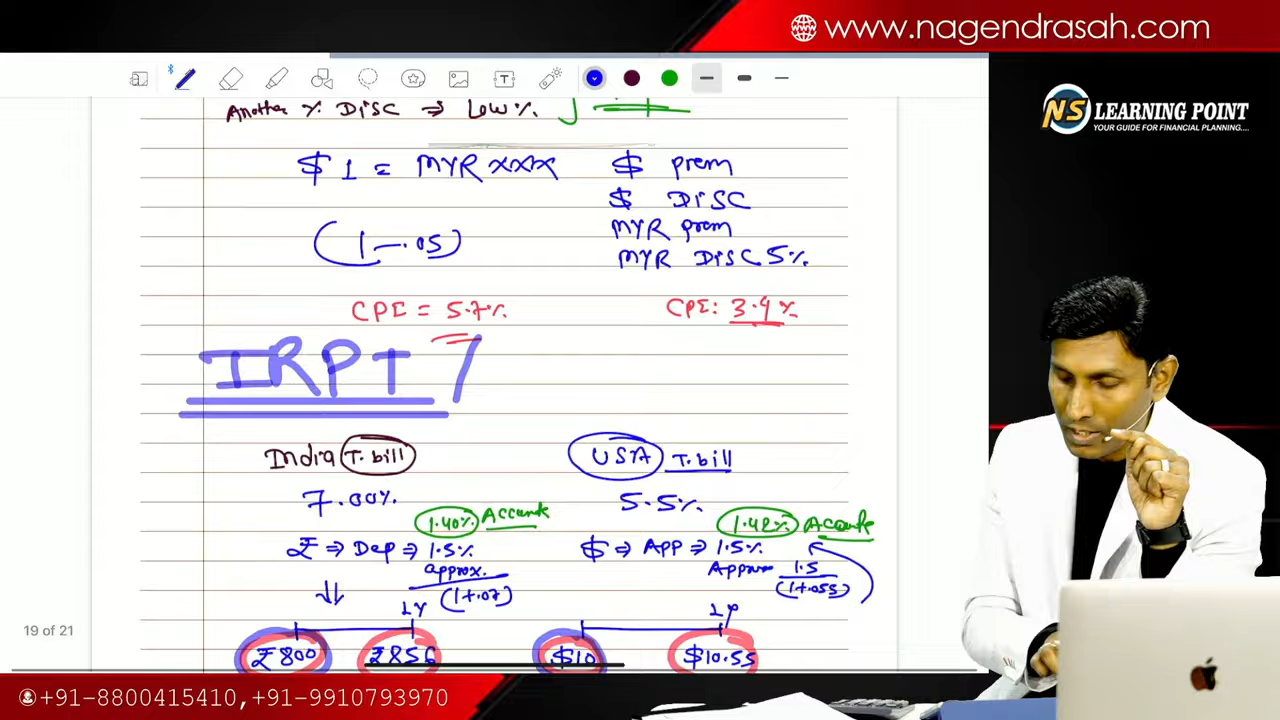 www.nagendrasah.com
NS LEARNING POINT
YOUR GUIDE FOR FINANCIAL PLANNING....
Another % DISC ⇒ Low %.
$ 1 = MYR XXX
$ prem
$ DISC
MYR prem
MYR DISC 5%
(1-.05)
CPE = 5.7%
CPE: 3.9%
IRPT
India T. bill
USA T. bill
7.00%.
5.5%.
1.40% Accurate
1.42% Accurate
₹ ⇒ Dep ⇒ 1.5%
approx.
(1+.07)
$ ⇒ App ⇒ 1.5%
Approx 1.5
(1+.055)
1Y
1Y
₹800
₹856
$10
$10.55
19 of 21
+91-8800415410,+91-9910793970